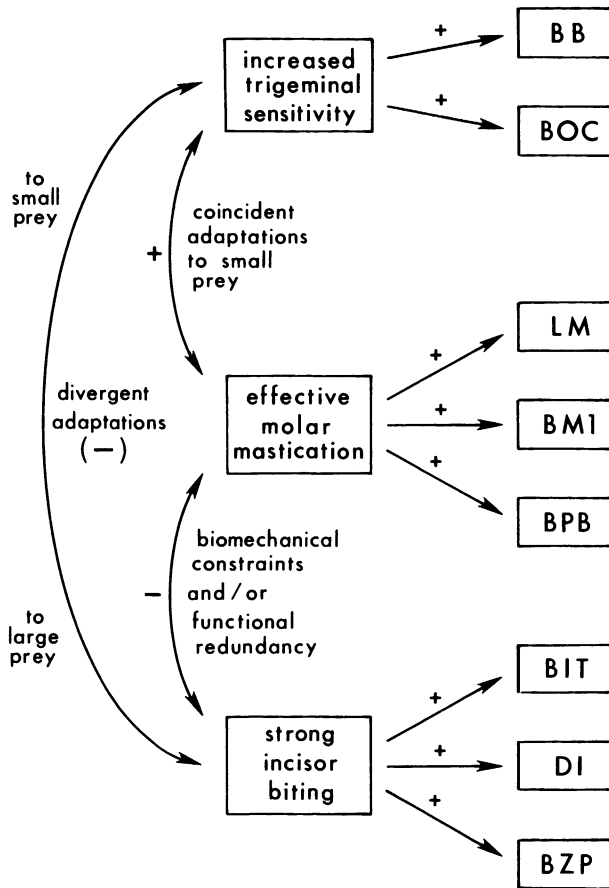 increased
trigeminal
sensitivity
+
BB
+
BOC
to
small
prey
+
coincident
adaptations
to small
prey
divergent
adaptations
(−)
effective
molar
mastication
+
LM
+
BM1
+
BPB
−
biomechanical
constraints
and/or
functional
redundancy
to
large
prey
strong
incisor
biting
+
BIT
+
DI
+
BZP